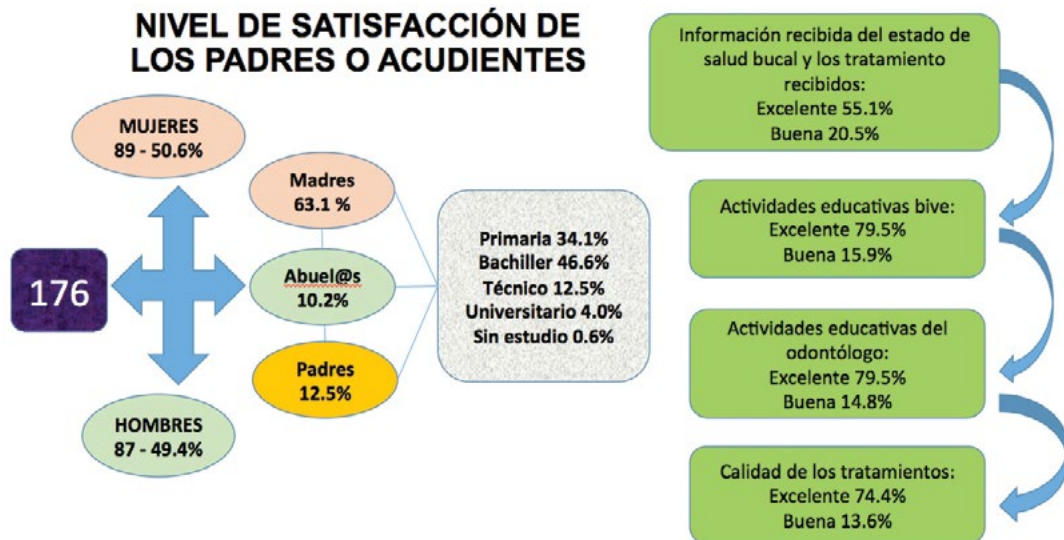 NIVEL DE SATISFACCIÓN DE
LOS PADRES O ACUDIENTES
MUJERES
89 - 50.6%
176
HOMBRES
87 - 49.4%
Madres
63.1 %
Abuel@s
10.2%
Padres
12.5%
Primaria 34.1%
Bachiller 46.6%
Técnico 12.5%
Universitario 4.0%
Sin estudio 0.6%
Información recibida del estado de
salud bucal y los tratamiento
recibidos:
Excelente 55.1%
Buena 20.5%
Actividades educativas bive:
Excelente 79.5%
Buena 15.9%
Actividades educativas del
odontólogo:
Excelente 79.5%
Buena 14.8%
Calidad de los tratamientos:
Excelente 74.4%
Buena 13.6%